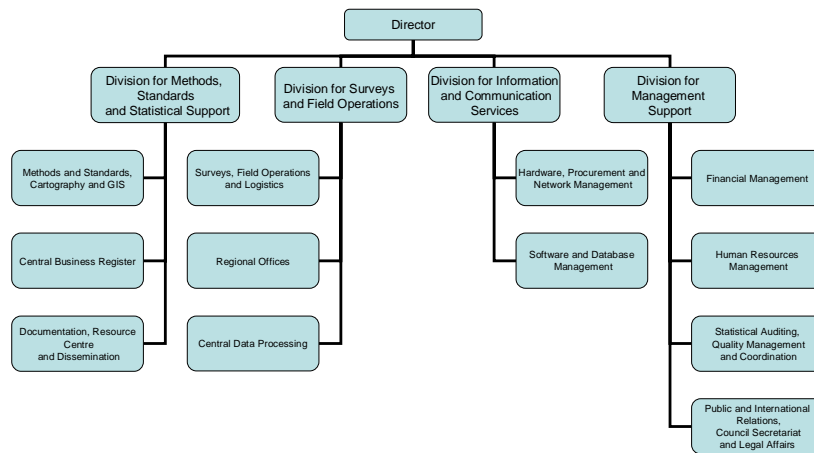 Director
Division for Methods,
Standards
and Statistical Support
Division for Surveys
and Field Operations
Division for Information
and Communication
Services
Division for
Management
Support
Methods and Standards,
Cartography and GIS
Surveys, Field Operations
and Logistics
Hardware, Procurement and
Network Management
Financial Management
Central Business Register
Regional Offices
Software and Database
Management
Human Resources
Management
Documentation, Resource
Centre
and Dissemination
Central Data Processing
Statistical Auditing,
Quality Management
and Coordination
Public and International
Relations,
Council Secretariat
and Legal Affairs